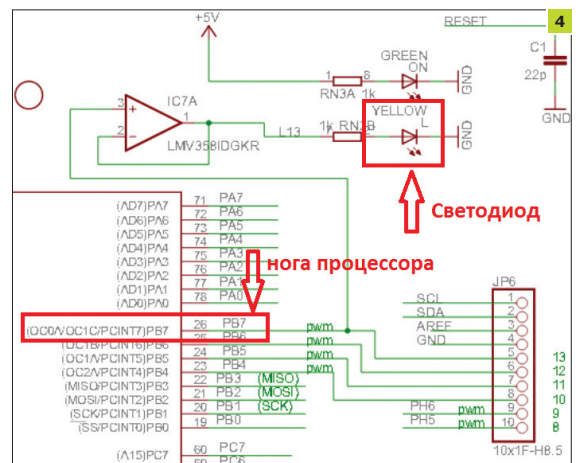 +5V
RESET
4
GREEN
ON
C1
22p
GND
1
8
RN3A
1k
GND
3
IC7A
1
2
LMV358IDGKR
YELLOW
L13
1k
L
GND
Светодиод
(AD7)PA7 71 PA7
(AD6)PA6 72 PA6
(AD5)PA5 73 PA5
(AD4)PA4 74 PA4
(AD3)PA3 75 PA3
(AD2)PA2 76 PA2
(AD1)PA1 77 PA1
(AD0)PA0 78 PA0
нога процессора
PB7 26 PB7 pwm
(OC1B/PCINT6)PB6 25 PB6 pwm
(OC1A/PCINT5)PB5 24 PB5 pwm
(OC2A/PCINT4)PB4 23 PB4 pwm
(MISO/PCINT3)PB3 22 PB3 (MISO)
(MOSI/PCINT2)PB2 21 PB2 (MOSI)
(SCK/PCINT1)PB1 20 PB1 (SCK)
(SS/PCINT0)PB0 19 PB0
(A15)PC7 60 PC7
PC6
JP6
SCL 1
SDA 2
AREF 3
GND 4
5 13
6 12
7 11
8 10
PH6 pwm 9 9
PH5 pwm 10 8
10x1F-H8.5